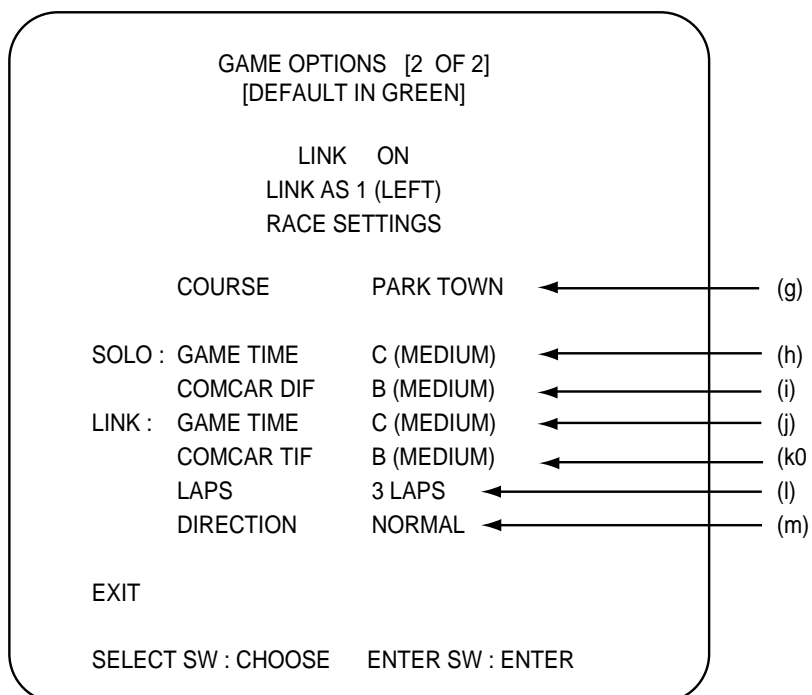 GAME OPTIONS [2 OF 2]
[DEFAULT IN GREEN]
LINK ON
LINK AS 1 (LEFT)
RACE SETTINGS
COURSE PARK TOWN (g)
SOLO : GAME TIME C (MEDIUM) (h)
COMCAR DIF B (MEDIUM) (i)
LINK : GAME TIME C (MEDIUM) (j)
COMCAR TIF B (MEDIUM) (k0
LAPS 3 LAPS (l)
DIRECTION NORMAL (m)
EXIT
SELECT SW : CHOOSE ENTER SW : ENTER